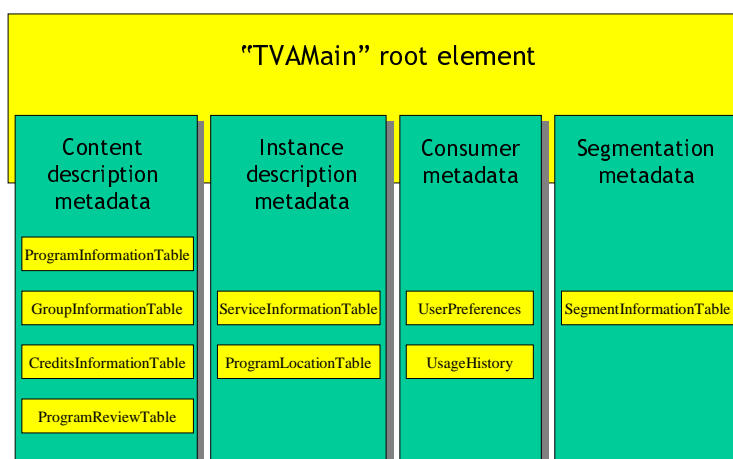 “TVAMain” root element
Content
description
metadata
ProgramInformationTable
GroupInformationTable
CreditsInformationTable
ProgramReviewTable
Instance
description
metadata
ServiceInformationTable
ProgramLocationTable
Consumer
metadata
UserPreferences
UsageHistory
Segmentation
metadata
SegmentInformationTable